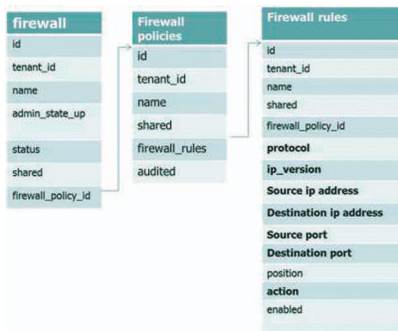 firewall
id
tenant_id
name
admin_state_up
status
shared
firewall_policy_id
Firewall
policies
id
tenant_id
name
shared
firewall_rules
audited
Firewall rules
id
tenant_id
name
shared
firewall_policy_id
protocol
ip_version
Source ip address
Destination ip address
Source port
Destination port
position
action
enabled